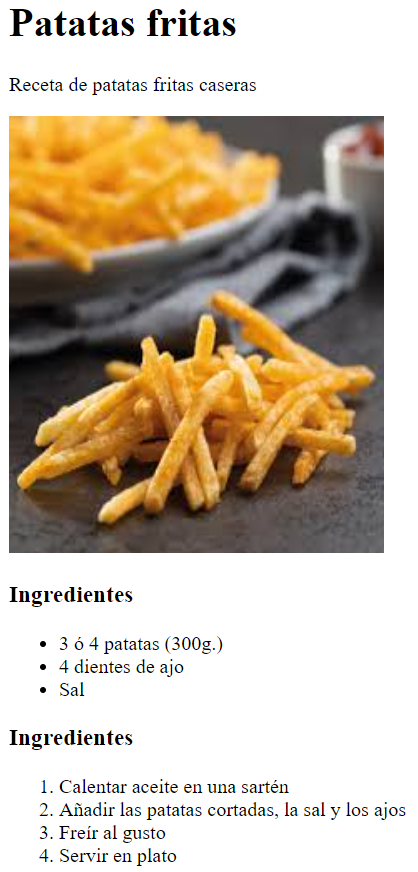 Patatas fritas
Receta de patatas fritas caseras
Ingredientes
• 3 ó 4 patatas (300g.)
• 4 dientes de ajo
• Sal
Ingredientes
1. Calentar aceite en una sartén
2. Añadir las patatas cortadas, la sal y los ajos
3. Freír al gusto
4. Servir en plato